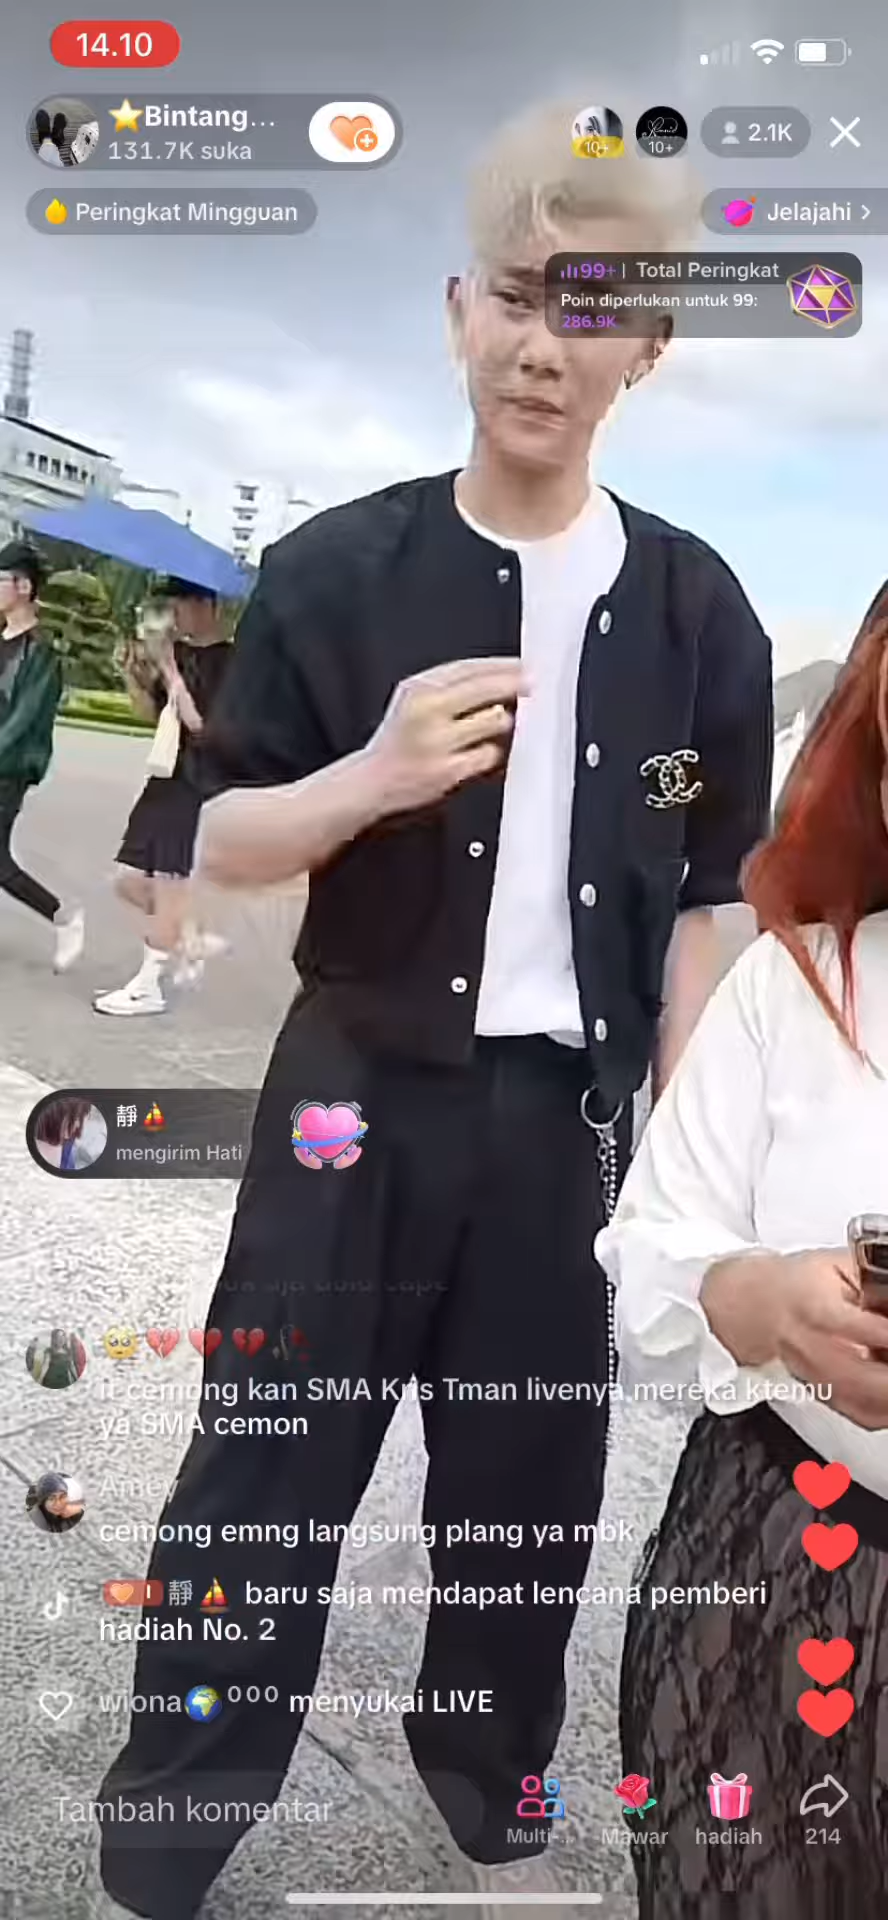 14.10
⭐Bintang...
131.7K suka
10+
10+
2.1K
Peringkat Mingguan
Jelajahi >
99+ | Total Peringkat
Poin diperlukan untuk 99:
286.9K
靜⛵
mengirim Hati
🥺💔💔💔🥀
it cemong kan SMA Kris Tman livenya,mereka ktemu
ya SMA cemon
Amey
cemong emng langsung plang ya mbk
I 靜⛵ baru saja mendapat lencana pemberi
hadiah No. 2
wiona🌍⁰⁰⁰ menyukai LIVE
Tambah komentar
Multi-...
Mawar
hadiah
214